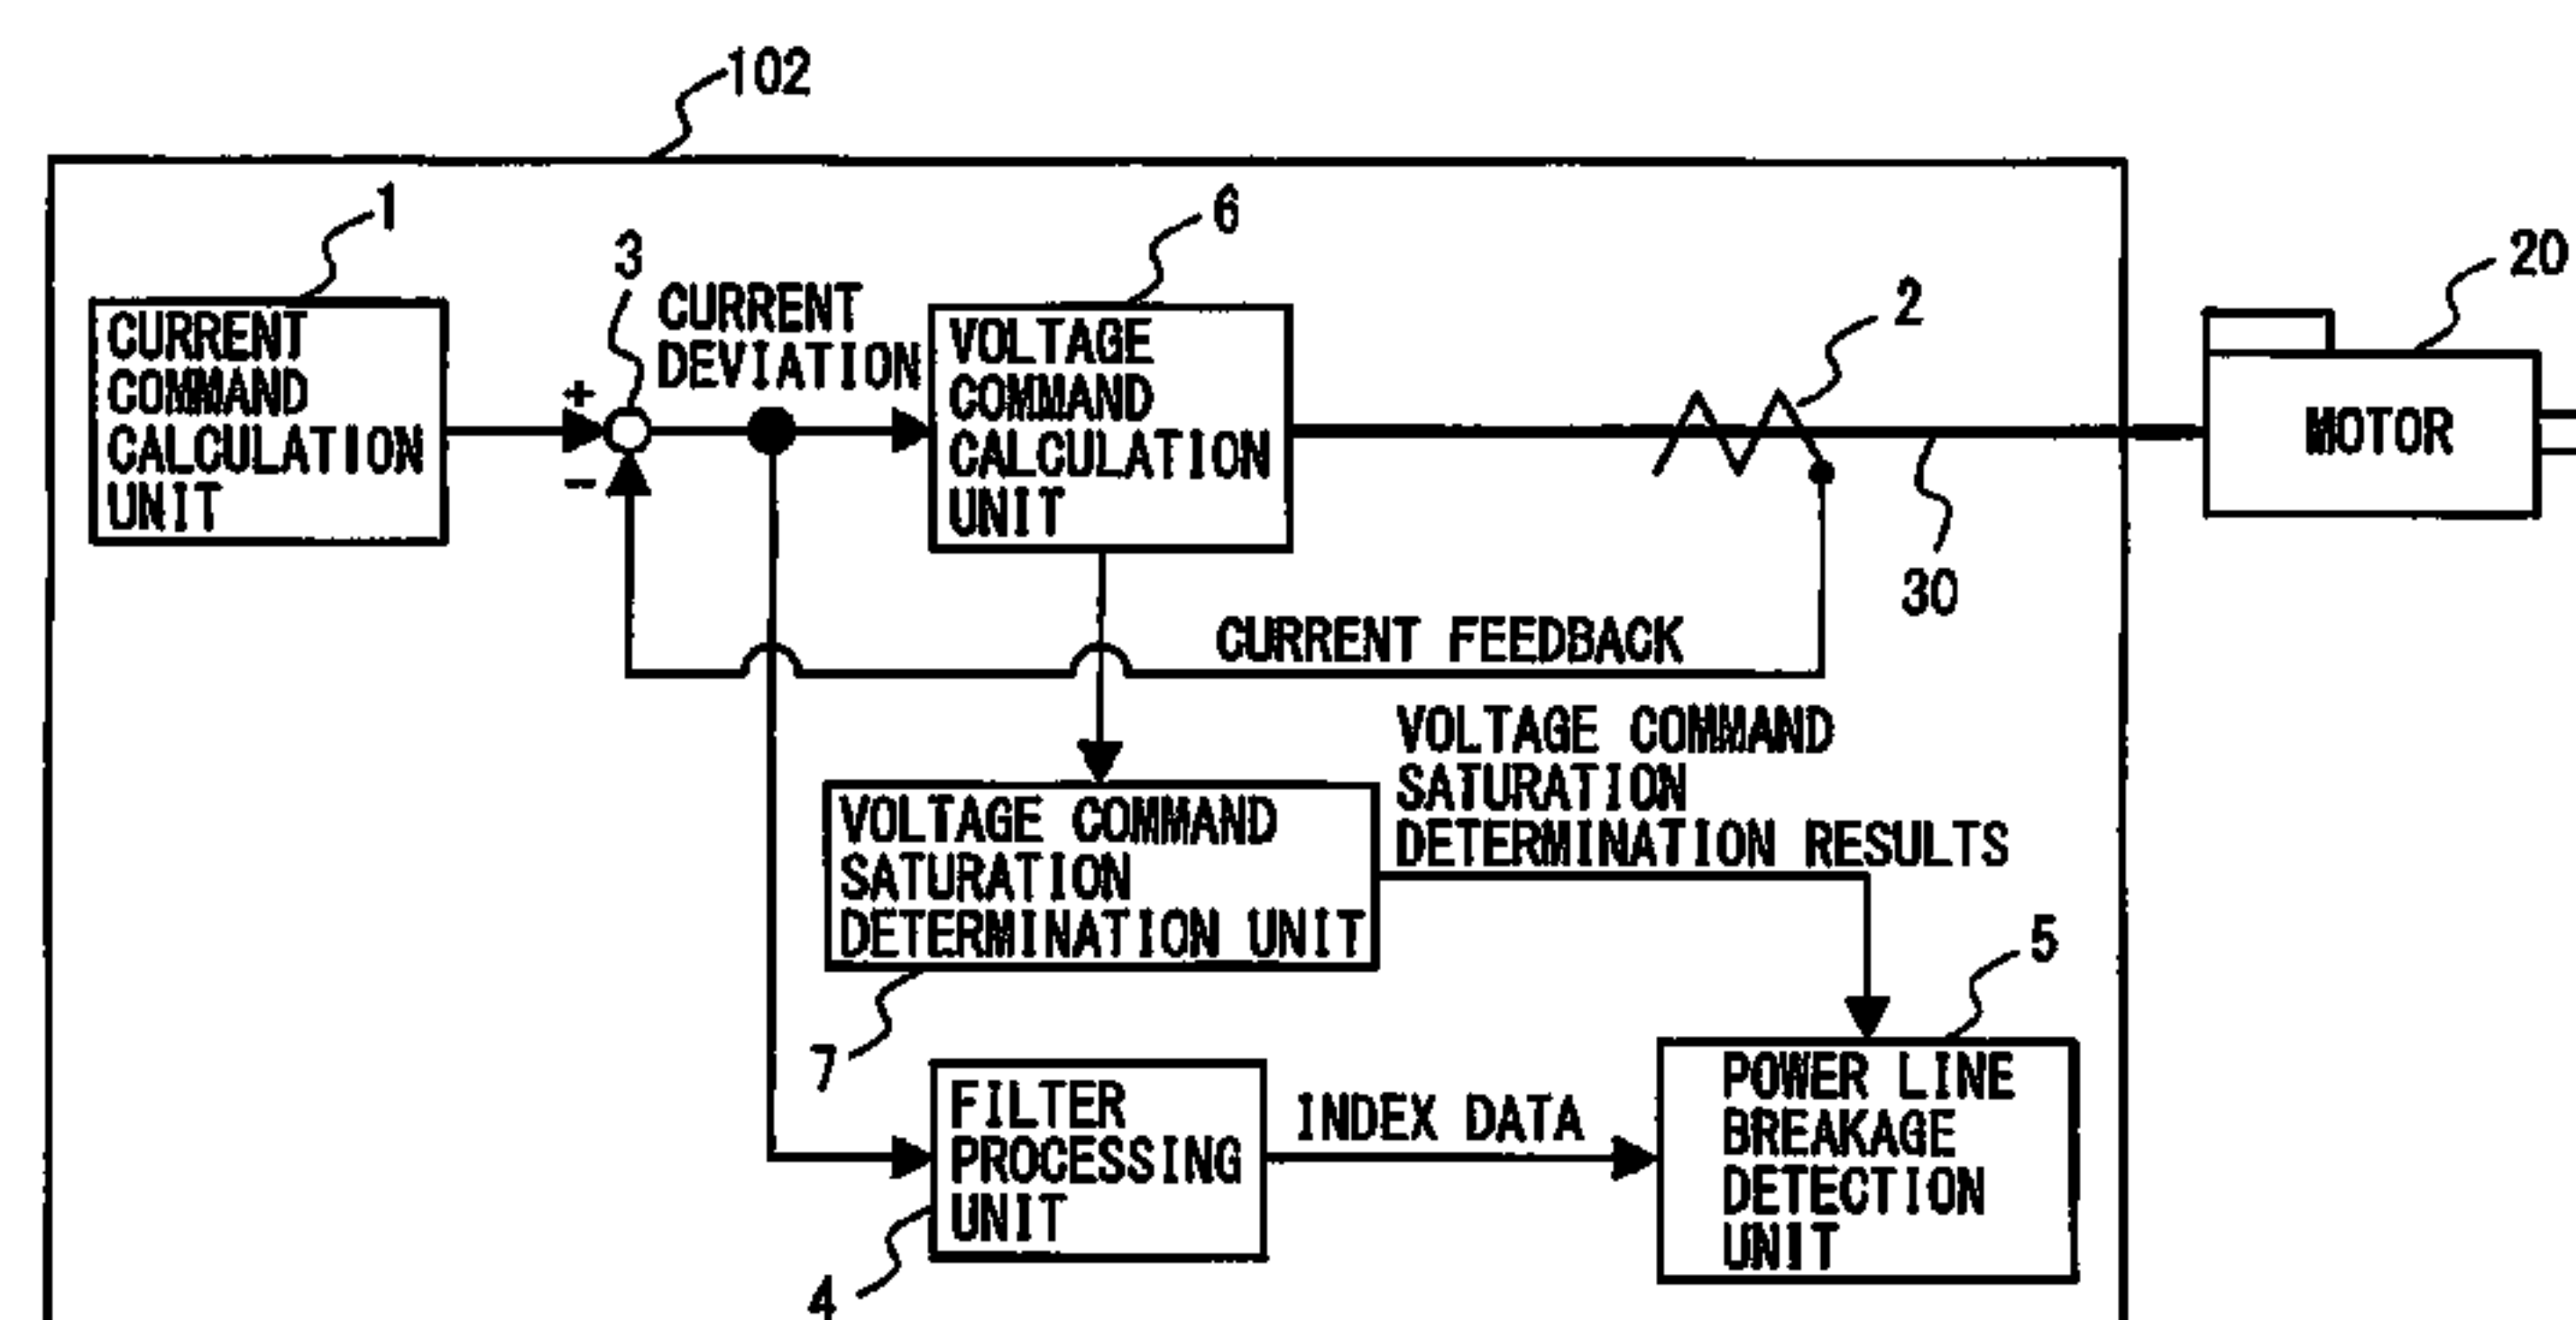 102
1
3
6
2
20
CURRENT
COMMAND
CALCULATION
UNIT
+
-
CURRENT
DEVIATION
VOLTAGE
COMMAND
CALCULATION
UNIT
MOTOR
30
CURRENT FEEDBACK
VOLTAGE COMMAND
SATURATION
DETERMINATION RESULTS
VOLTAGE COMMAND
SATURATION
DETERMINATION UNIT
7
5
FILTER
PROCESSING
UNIT
4
INDEX DATA
POWER LINE
BREAKAGE
DETECTION
UNIT